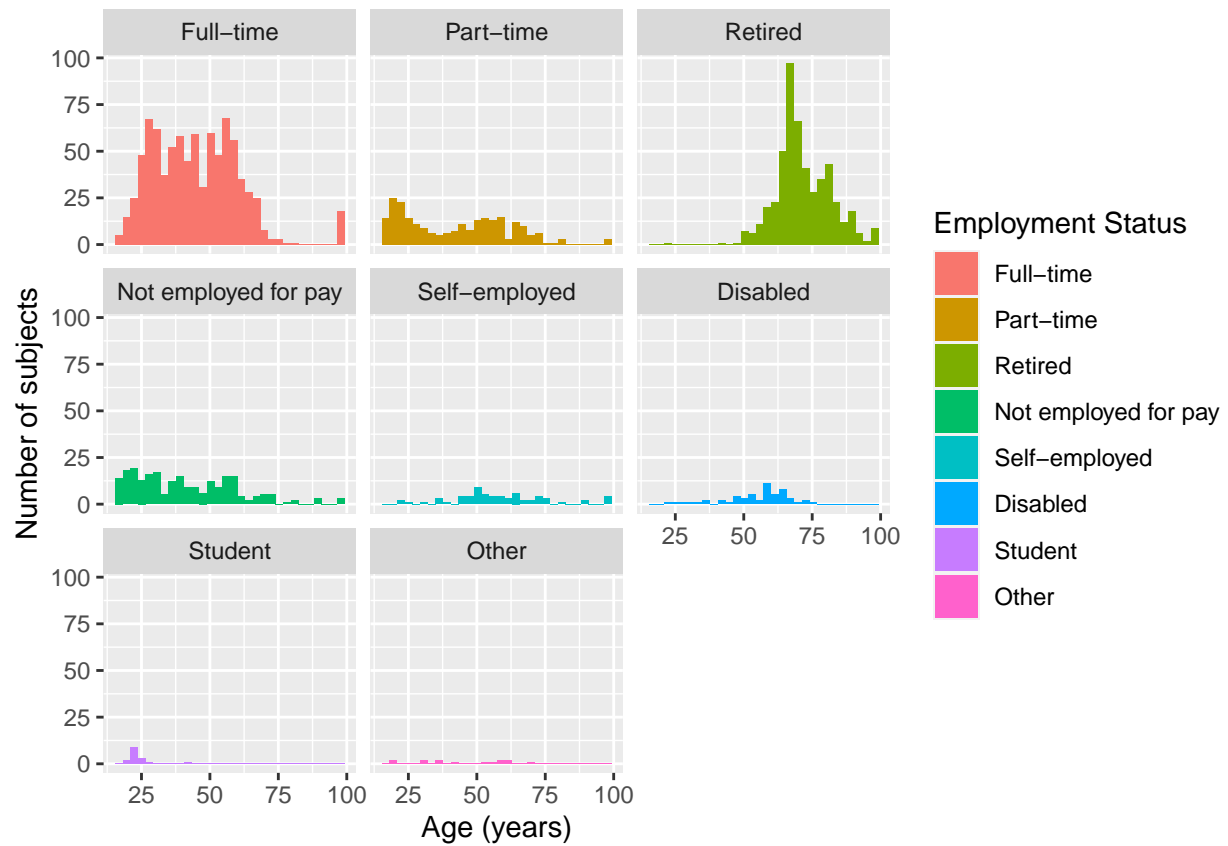 Full−time Part−time Retired
100
75
50
25
0
Not employed for pay Self−employed Disabled
100
75
50
25
0
25 50 75 100
Student Other
100
75
50
25
0
25 50 75 100 25 50 75 100
Age (years)
Number of subjects
Employment Status
Full−time
Part−time
Retired
Not employed for pay
Self−employed
Disabled
Student
Other